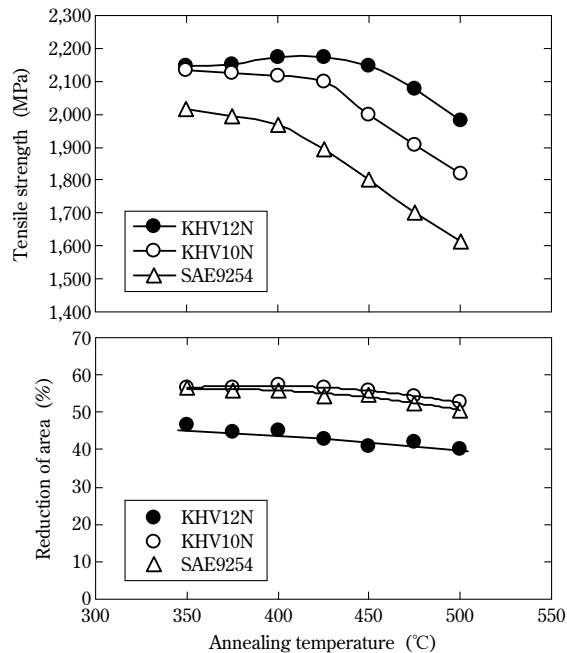 2,300
2,200
2,100
2,000
1,900
1,800
1,700
1,600
1,500
1,400
Tensile strength (MPa)
KHV12N
KHV10N
SAE9254
70
60
50
40
30
20
10
0
Reduction of area (%)
KHV12N
KHV10N
SAE9254
300 350 400 450 500 550
Annealing temperature (℃)